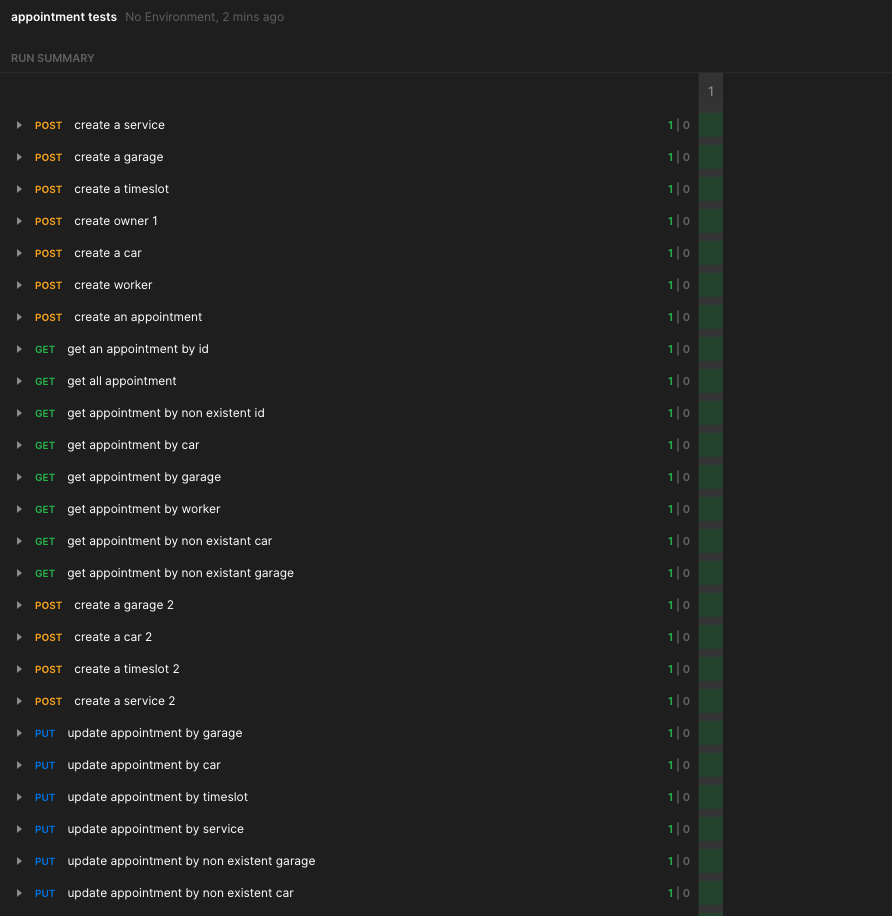 appointment tests No Environment, 2 mins ago
RUN SUMMARY
1
POST create a service 1 | 0
POST create a garage 1 | 0
POST create a timeslot 1 | 0
POST create owner 1 1 | 0
POST create a car 1 | 0
POST create worker 1 | 0
POST create an appointment 1 | 0
GET get an appointment by id 1 | 0
GET get all appointment 1 | 0
GET get appointment by non existent id 1 | 0
GET get appointment by car 1 | 0
GET get appointment by garage 1 | 0
GET get appointment by worker 1 | 0
GET get appointment by non existant car 1 | 0
GET get appointment by non existant garage 1 | 0
POST create a garage 2 1 | 0
POST create a car 2 1 | 0
POST create a timeslot 2 1 | 0
POST create a service 2 1 | 0
PUT update appointment by garage 1 | 0
PUT update appointment by car 1 | 0
PUT update appointment by timeslot 1 | 0
PUT update appointment by service 1 | 0
PUT update appointment by non existent garage 1 | 0
PUT update appointment by non existent car 1 | 0